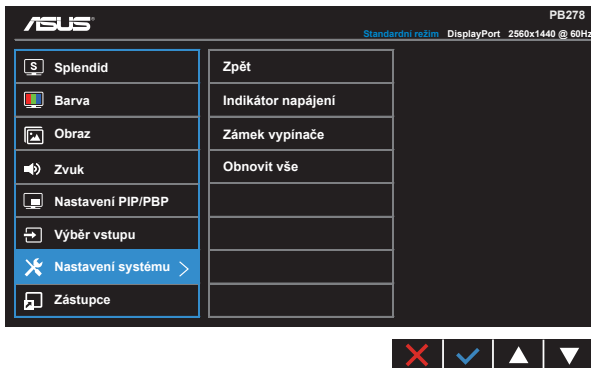 ASUS
PB278
Standardní režim DisplayPort 2560x1440 @ 60Hz
S Splendid
Barva
Obraz
Zvuk
Nastavení PIP/PBP
Výběr vstupu
Nastavení systému >
Zástupce
Zpět
Indikátor napájení
Zámek vypínače
Obnovit vše